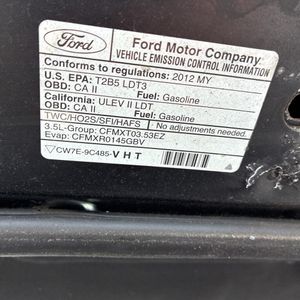 Ford
Ford Motor Company
VEHICLE EMISSION CONTROL INFORMATION
Conforms to regulations: 2012 MY
U.S. EPA: T2B5 LDT3
OBD: CA II Fuel: Gasoline
California: ULEV II LDT
OBD: CA II Fuel: Gasoline
TWC/HO2S/SFI/HAFS No adjustments needed.
3.5L-Group: CFMXT03.53EZ
Evap: CFMXR0145GBV
CW7E-9C485-VHT